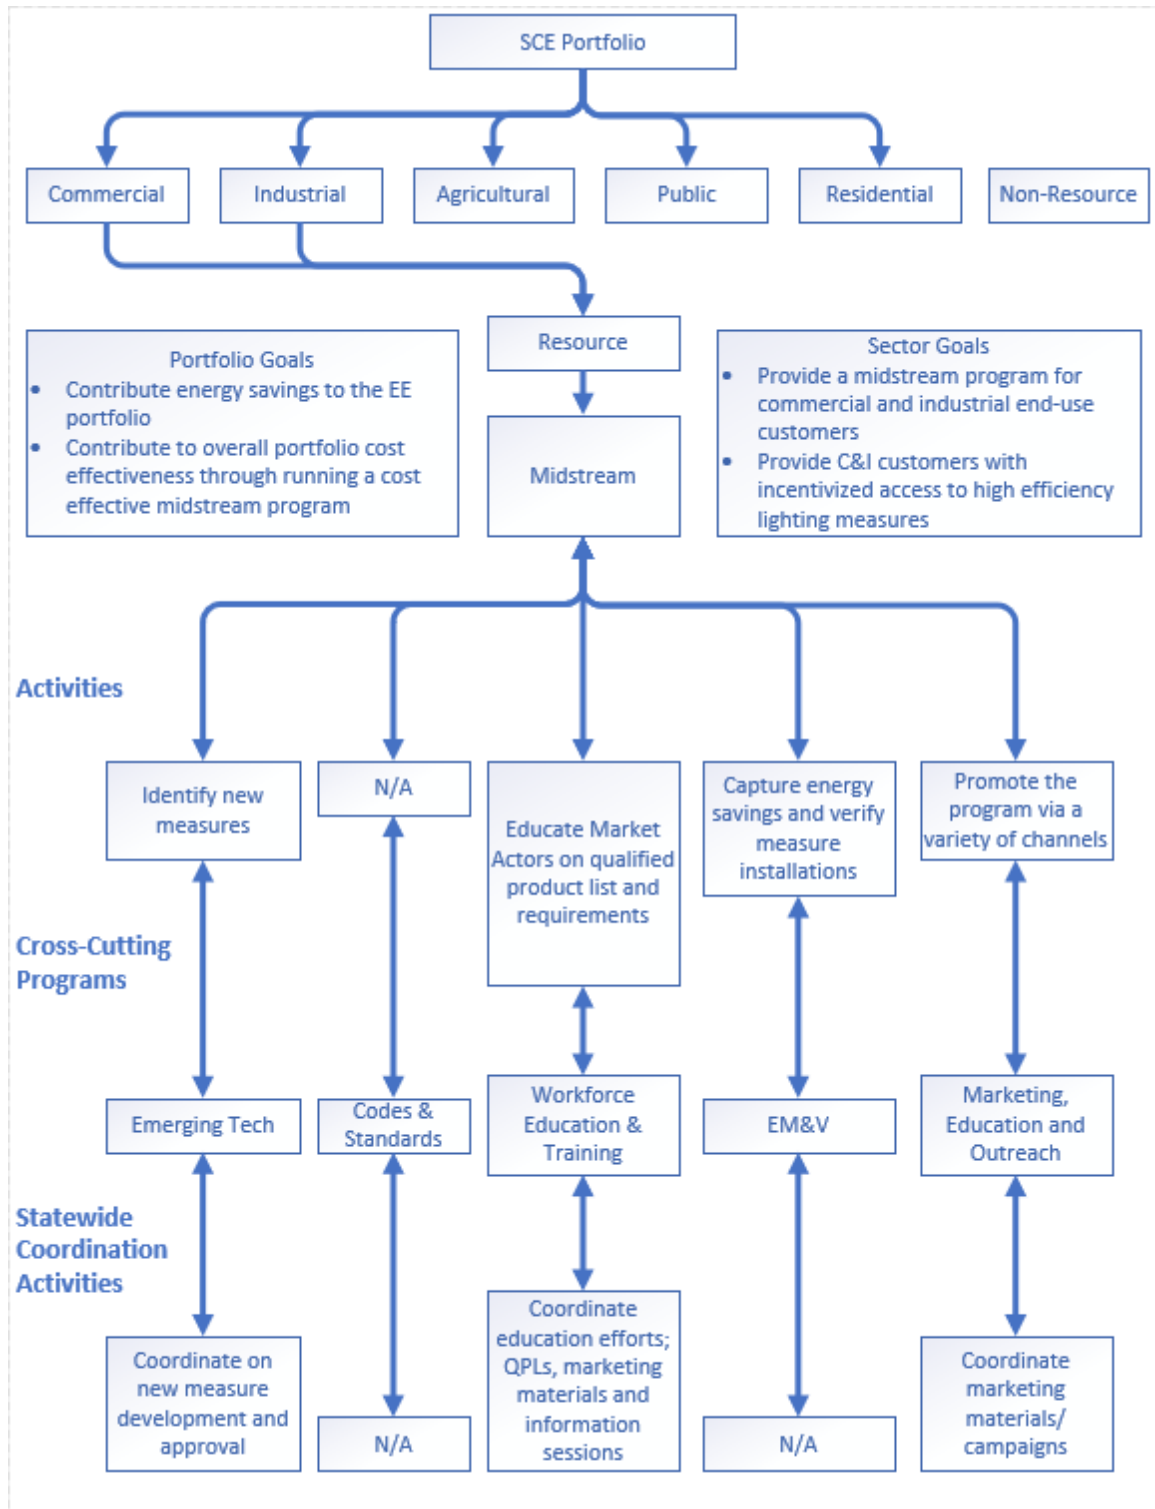 SCE Portfolio
Commercial
Industrial
Agricultural
Public
Residential
Non-Resource
Resource
Portfolio Goals
• Contribute energy savings to the EE
portfolio
• Contribute to overall portfolio cost
effectiveness through running a cost
effective midstream program
Midstream
Sector Goals
• Provide a midstream program for
commercial and industrial end-use
customers
• Provide C&I customers with
incentivized access to high efficiency
lighting measures
Activities
Identify new
measures
N/A
Educate Market
Actors on qualified
product list and
requirements
Capture energy
savings and verify
measure
installations
Promote the
program via a
variety of channels
Cross-Cutting
Programs
Emerging Tech
Codes &
Standards
Workforce
Education &
Training
EM&V
Marketing,
Education and
Outreach
Statewide
Coordination
Activities
Coordinate on
new measure
development and
approval
N/A
Coordinate
education efforts;
QPLs, marketing
materials and
information
sessions
N/A
Coordinate
marketing
materials/
campaigns